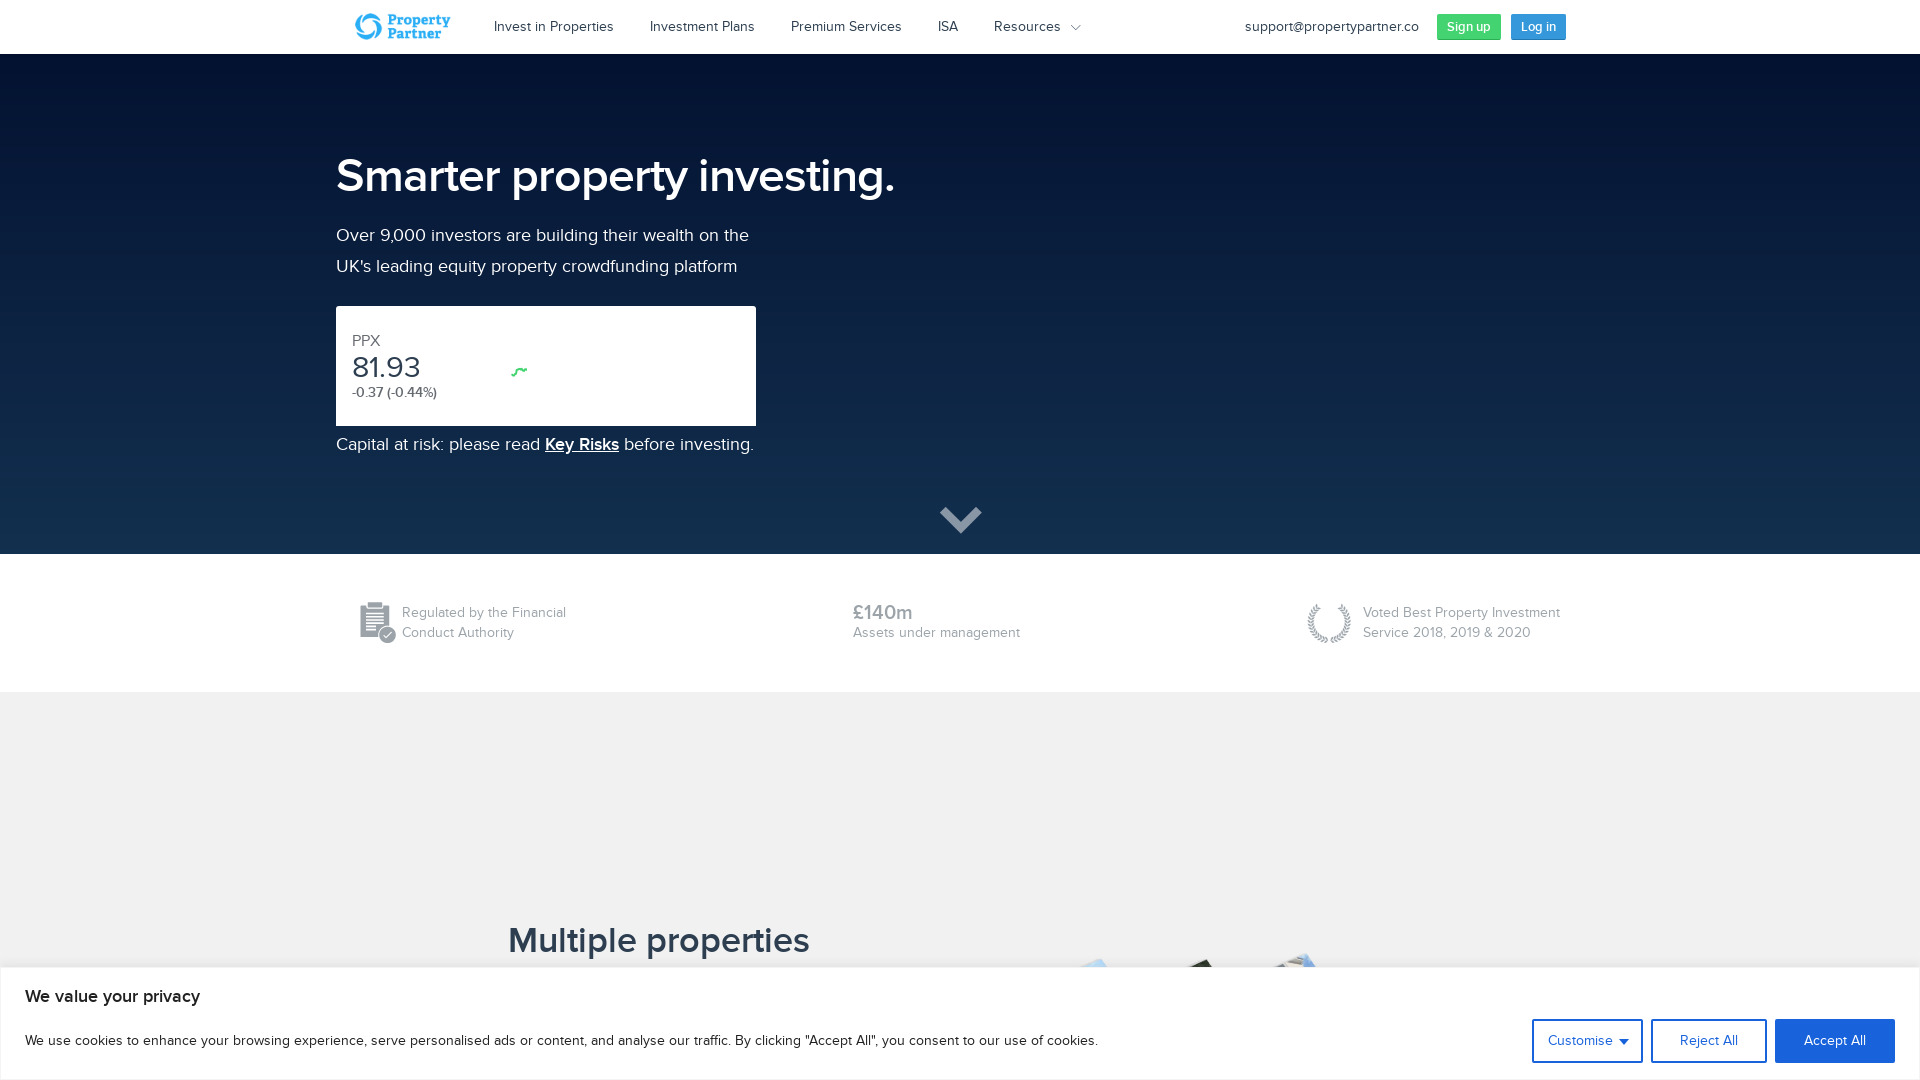 Property
Partner
Invest in Properties
Investment Plans
Premium Services
ISA
Resources
support@propertypartner.co
Sign up
Log in
Smarter property investing.
Over 9,000 investors are building their wealth on the
UK's leading equity property crowdfunding platform
PPX
81.93
-0.37 (-0.44%)
Capital at risk: please read Key Risks before investing.
Regulated by the Financial
Conduct Authority
£140m
Assets under management
Voted Best Property Investment
Service 2018, 2019 & 2020
Multiple properties
We value your privacy
We use cookies to enhance your browsing experience, serve personalised ads or content, and analyse our traffic. By clicking "Accept All", you consent to our use of cookies.
Customise
Reject All
Accept All